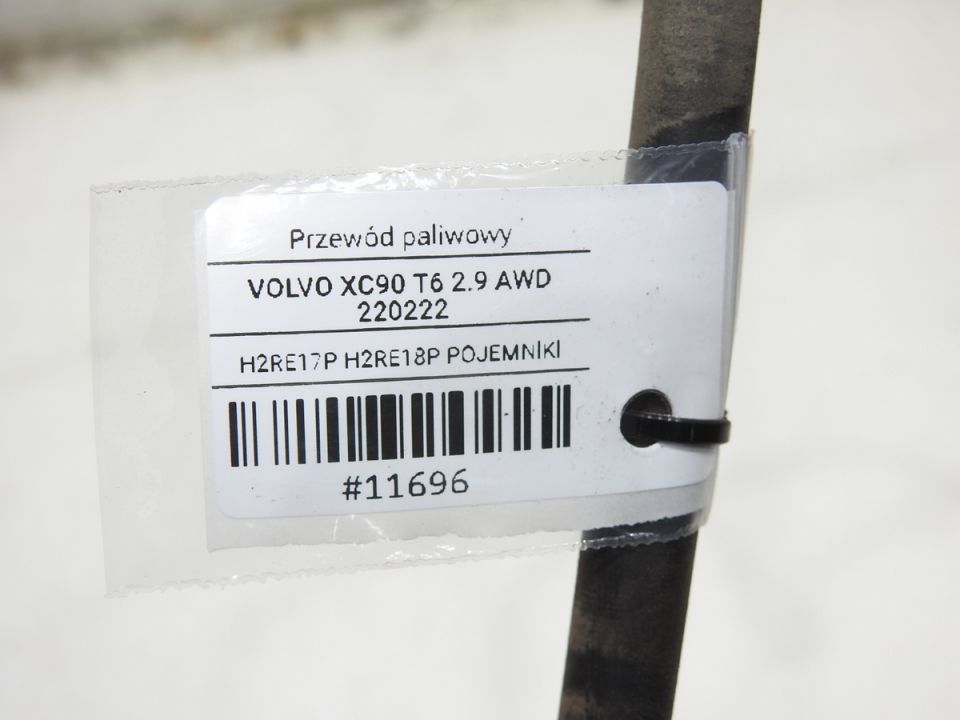 Przewód paliwowy
VOLVO XC90 T6 2.9 AWD
220222
H2RE17P H2RE18P POJEMNIKI
#11696